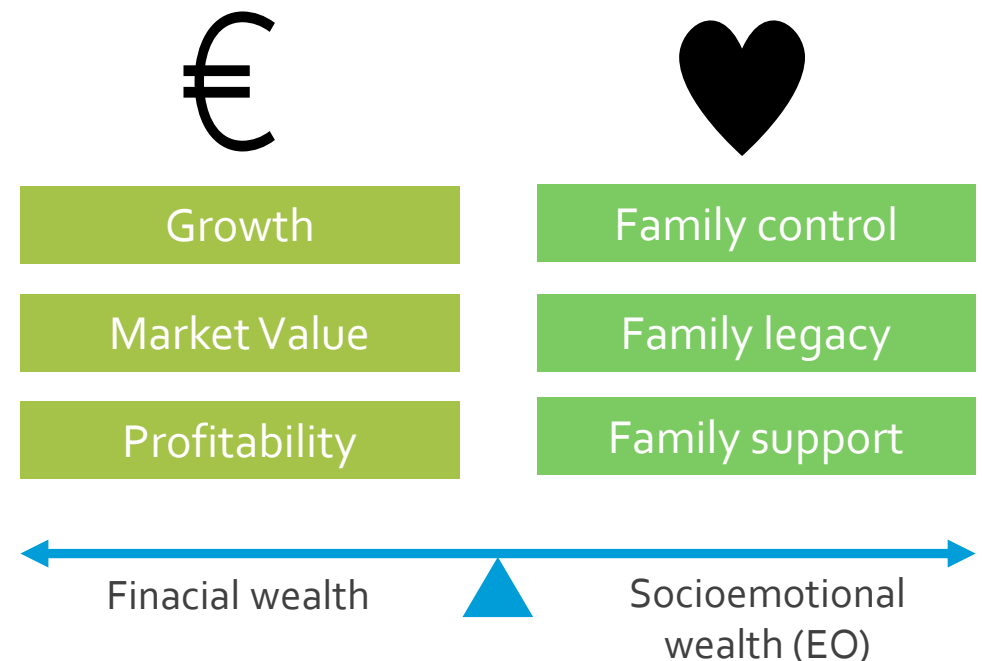 €
Growth
Market Value
Profitability
Family control
Family legacy
Family support
Finacial wealth
Socioemotional
wealth (EO)